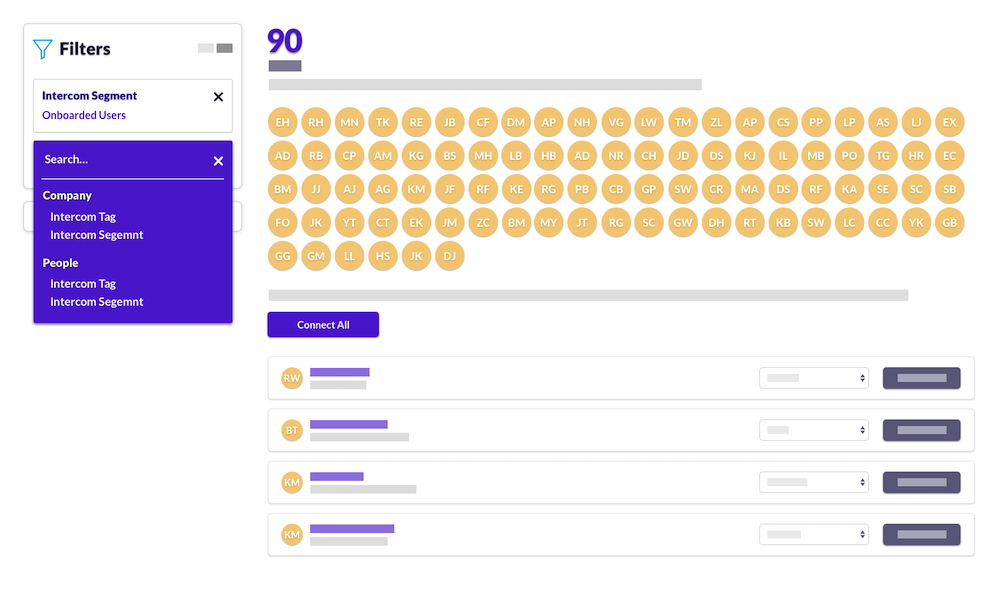 Filters
Intercom Segment
Onboarded Users
Search...
Company
Intercom Tag
Intercom Segemnt
People
Intercom Tag
Intercom Segemnt
90
EH RH MN TK RE JB CF DM AP NH VG LW TM ZL AP CS PP LP AS LJ EX
AD RB CP AM KG BS MH LB HB AD NR CH JD DS KJ IL MB PO TG HR EC
BM JJ AJ AG KM JF RF KE RG PB CB GP SW CR MA DS RF KA SE SC SB
FO JK YT CT EK JM ZC BM MY JT RG SC GW DH RT KB SW LC CC YK GB
GG GM LL HS JK DJ
Connect All
RW
BT
KM
KM